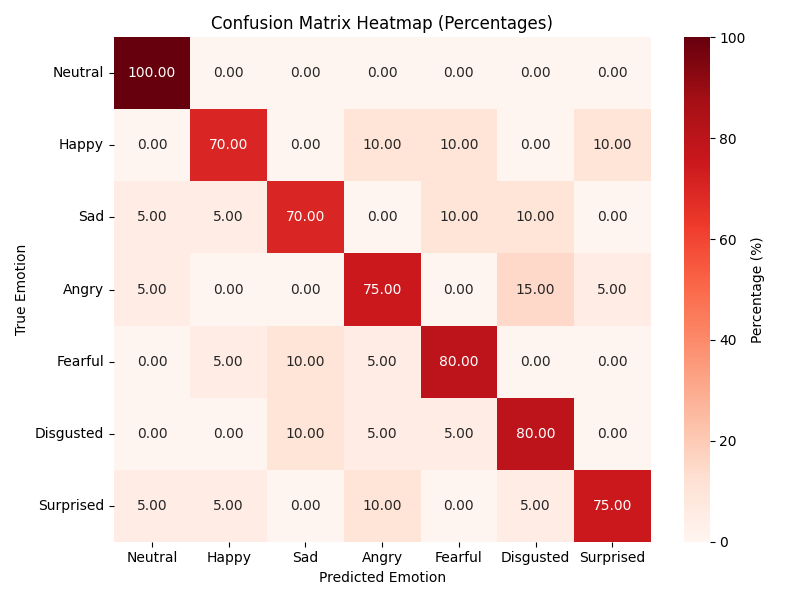 Confusion Matrix Heatmap (Percentages)
True Emotion
Neutral 100.00 0.00 0.00 0.00 0.00 0.00 0.00
Happy 0.00 70.00 0.00 10.00 10.00 0.00 10.00
Sad 5.00 5.00 70.00 0.00 10.00 10.00 0.00
Angry 5.00 0.00 0.00 75.00 0.00 15.00 5.00
Fearful 0.00 5.00 10.00 5.00 80.00 0.00 0.00
Disgusted 0.00 0.00 10.00 5.00 5.00 80.00 0.00
Surprised 5.00 5.00 0.00 10.00 0.00 5.00 75.00
Neutral Happy Sad Angry Fearful Disgusted Surprised
Predicted Emotion
100
80
60
40
20
0
Percentage (%)